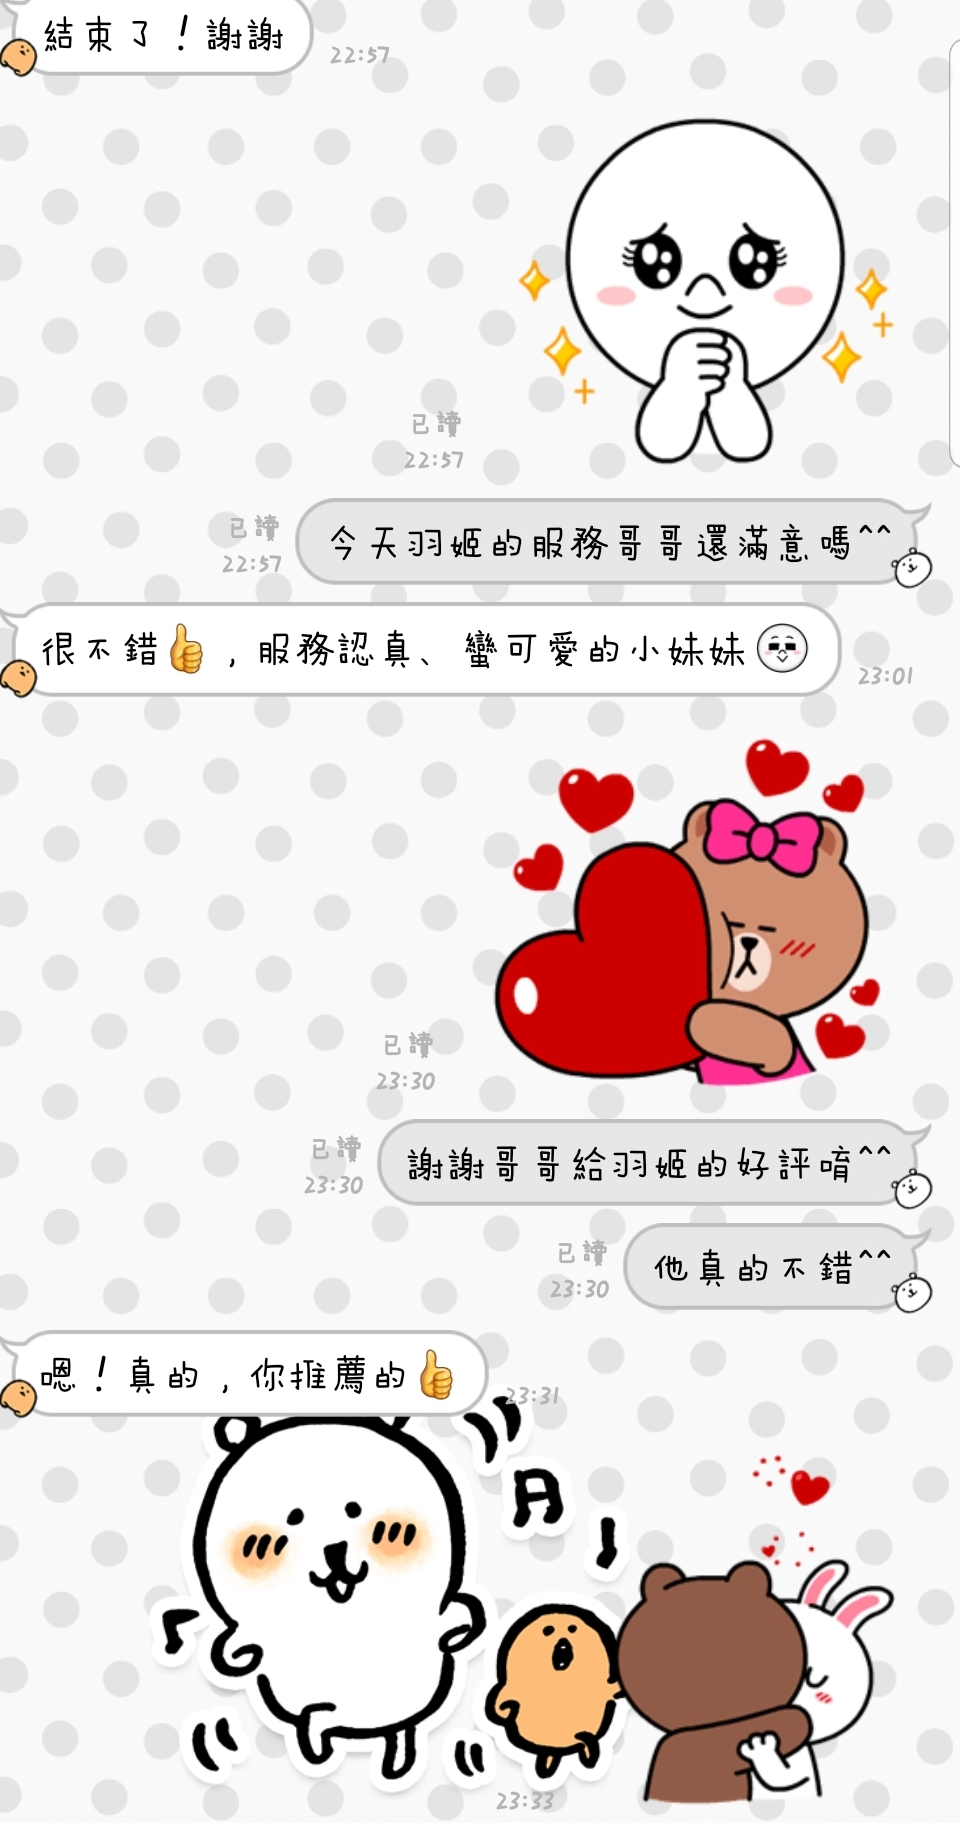 結束了！謝謝
22:57
已讀
22:57
已讀
22:57
今天羽姬的服務哥哥還滿意嗎^^
很不錯👍，服務認真、蠻可愛的小妹妹
23:01
已讀
23:30
已讀
23:30
謝謝哥哥給羽姬的好評唷^^
已讀
23:30
他真的不錯^^
嗯！真的，你推薦的👍
23:31
23:33